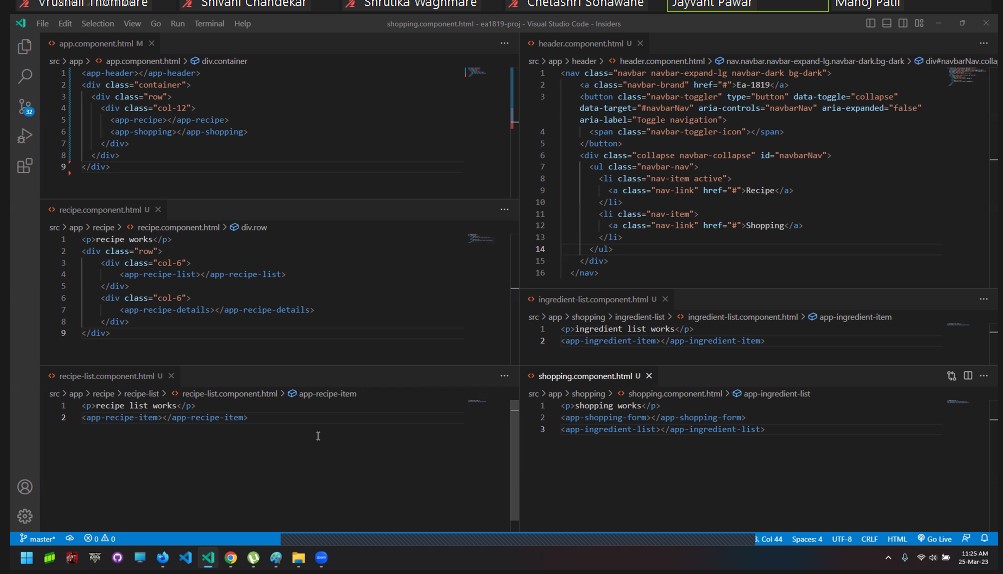 Vrushali Thombare Shivani Chandekar Shrutika Waghmare Chetashri Sonawane Jayvant Pawar Manoj Patil
File Edit Selection View Go Run Terminal Help shopping.component.html - ea1819-proj - Visual Studio Code - Insiders
app.component.html M
src > app > app.component.html > div.container
1 <app-header></app-header>
2 <div class="container">
3 <div class="row">
4 <div class="col-12">
5 <app-recipe></app-recipe>
6 <app-shopping></app-shopping>
7 </div>
8 </div>
9 </div>
recipe.component.html U
src > app > recipe > recipe.component.html > div.row
1 <p>recipe works</p>
2 <div class="row">
3 <div class="col-6">
4 <app-recipe-list></app-recipe-list>
5 </div>
6 <div class="col-6">
7 <app-recipe-details></app-recipe-details>
8 </div>
9 </div>
recipe-list.component.html U
src > app > recipe > recipe-list > recipe-list.component.html > app-recipe-item
1 <p>recipe list works</p>
2 <app-recipe-item></app-recipe-item>
header.component.html U
src > app > header > header.component.html > nav.navbar.navbar-expand-lg.navbar-dark.bg-dark > div#navbarNav.colla
1 <nav class="navbar navbar-expand-lg navbar-dark bg-dark">
2 <a class="navbar-brand" href="#">Ea-1819</a>
3 <button class="navbar-toggler" type="button" data-toggle="collapse"
data-target="#navbarNav" aria-controls="navbarNav" aria-expanded="false"
aria-label="Toggle navigation">
4 <span class="navbar-toggler-icon"></span>
5 </button>
6 <div class="collapse navbar-collapse" id="navbarNav">
7 <ul class="navbar-nav">
8 <li class="nav-item active">
9 <a class="nav-link" href="#">Recipe</a>
10 </li>
11 <li class="nav-item">
12 <a class="nav-link" href="#">Shopping</a>
13 </li>
14 </ul>
15 </div>
16 </nav>
ingredient-list.component.html U
src > app > shopping > ingredient-list > ingredient-list.component.html > app-ingredient-item
1 <p>ingredient list works</p>
2 <app-ingredient-item></app-ingredient-item>
shopping.component.html U
src > app > shopping > shopping.component.html > app-ingredient-list
1 <p>shopping works</p>
2 <app-shopping-form></app-shopping-form>
3 <app-ingredient-list></app-ingredient-list>
32
master* 0 0 3, Col 44 Spaces: 4 UTF-8 CRLF HTML Go Live
11:25 AM
25-Mar-23